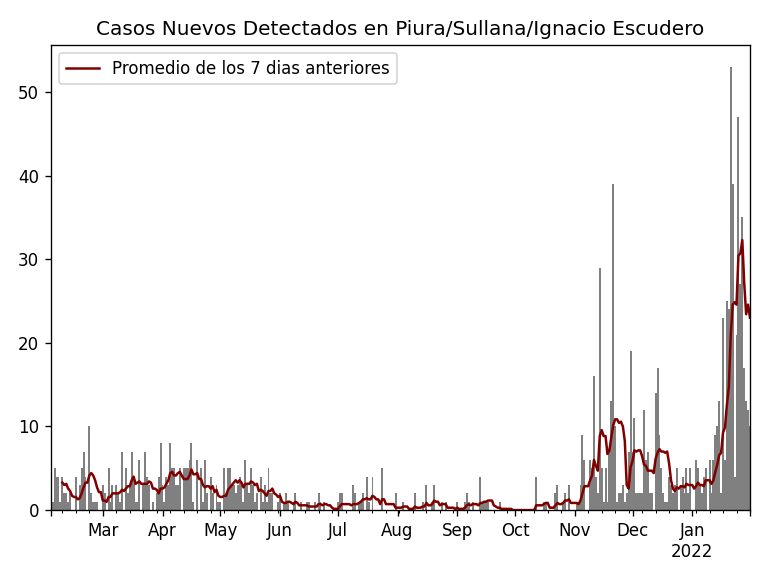 Casos Nuevos Detectados en Piura/Sullana/Ignacio Escudero
Promedio de los 7 dias anteriores
50
40
30
20
10
0
Mar Apr May Jun Jul Aug Sep Oct Nov Dec Jan
2022